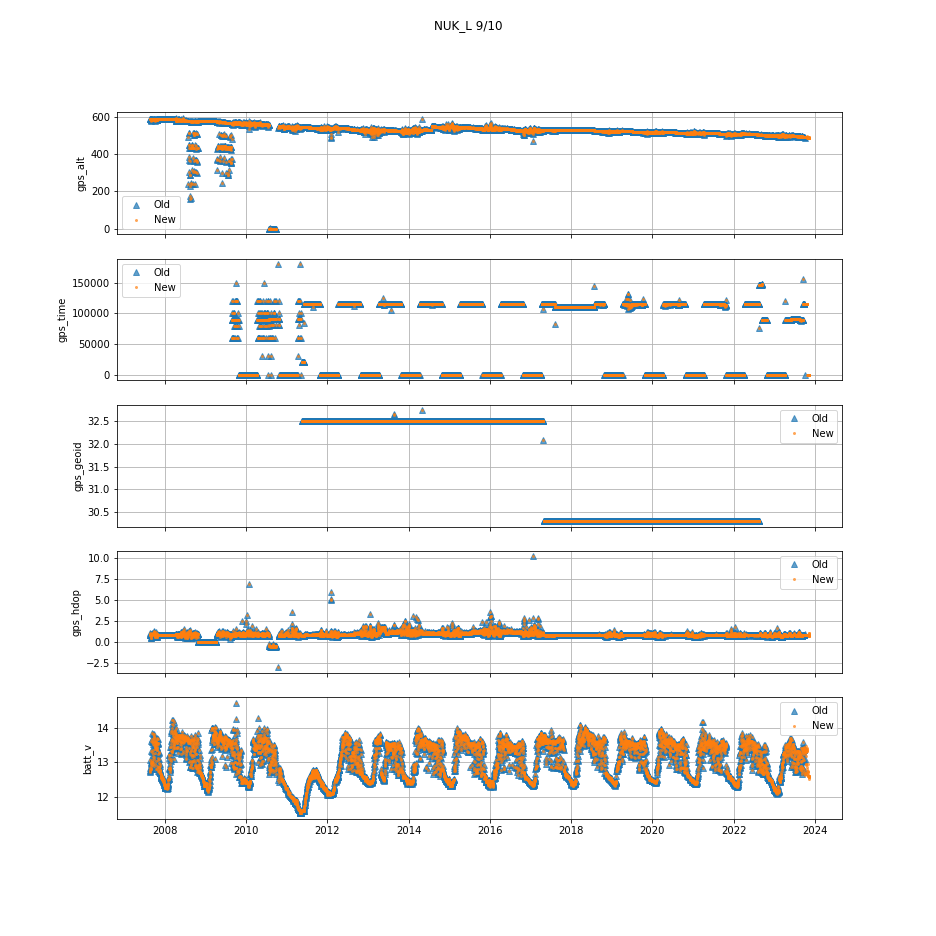 NUK_L 9/10
600
400
200
0
gps_alt
Old
New
150000
100000
50000
0
gps_time
Old
New
32.5
32.0
31.5
31.0
30.5
gps_geoid
Old
New
10.0
7.5
5.0
2.5
0.0
−2.5
gps_hdop
Old
New
14
13
12
batt_v
Old
New
2008 2010 2012 2014 2016 2018 2020 2022 2024